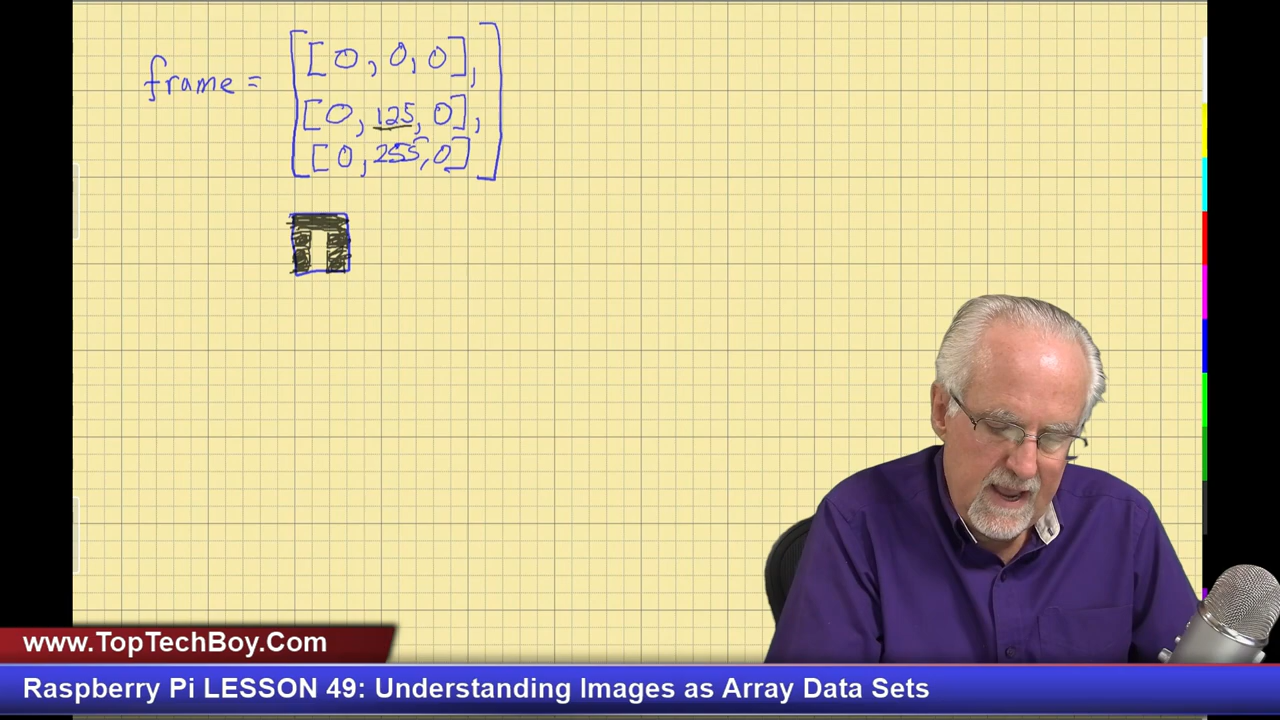 frame = [[0, 0, 0],
[0, 125, 0],
[0, 255, 0]]
www.TopTechBoy.Com
Raspberry Pi LESSON 49: Understanding Images as Array Data Sets